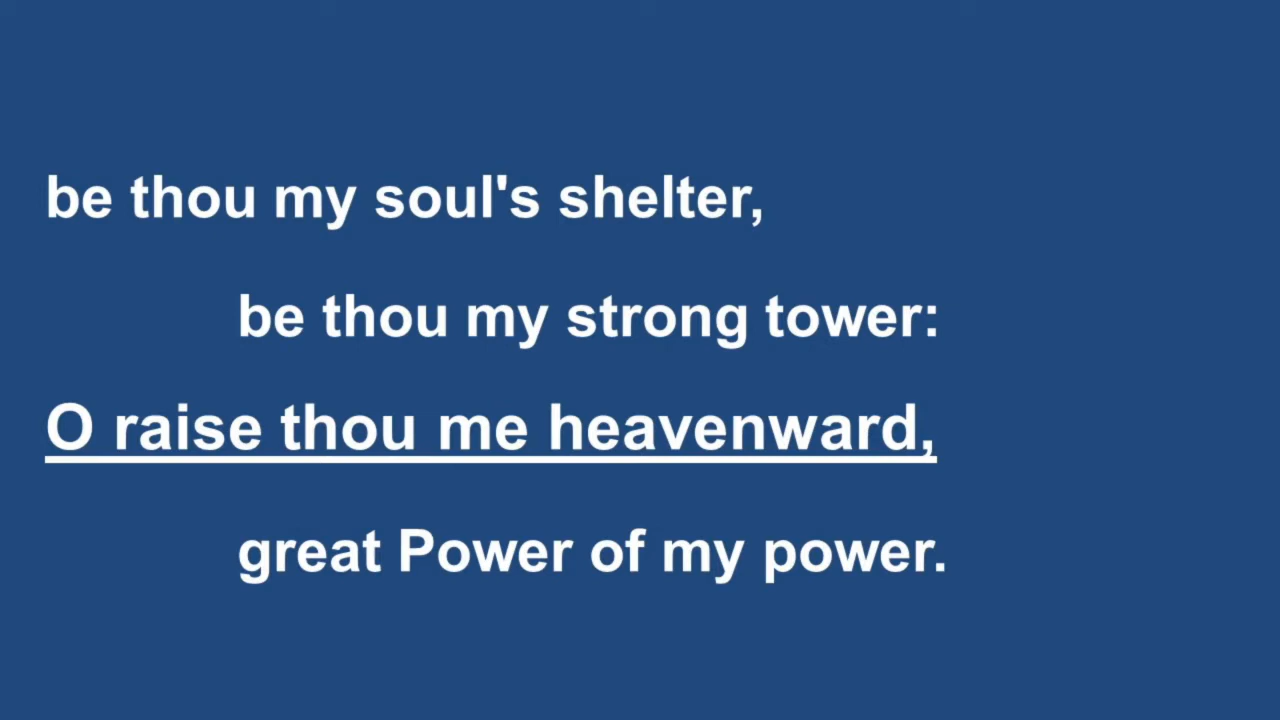 be thou my soul's shelter,
be thou my strong tower:
O raise thou me heavenward,
great Power of my power.